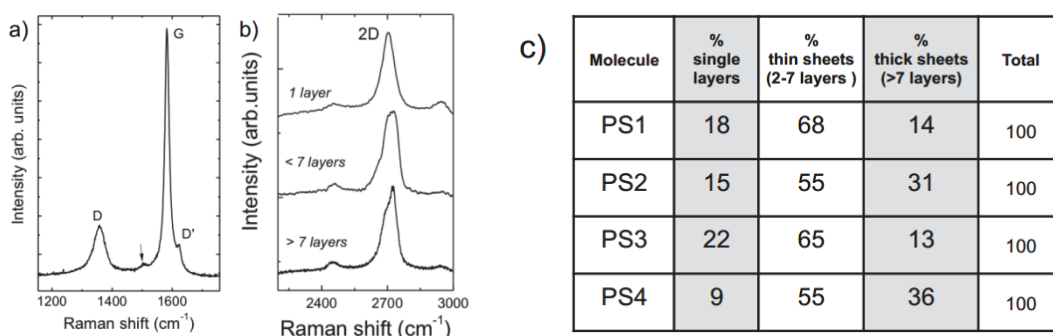 a)
G
D
D'
Intensity (arb. units)
1200
1400
1600
Raman shift (cm-1)
b)
2D
1 layer
< 7 layers
> 7 layers
Intensity (arb.units)
2400
2700
3000
Raman shift (cm-1)
c)
Molecule % single layers % thin sheets (2-7 layers ) % thick sheets (>7 layers) Total
PS1 18 68 14 100
PS2 15 55 31 100
PS3 22 65 13 100
PS4 9 55 36 100